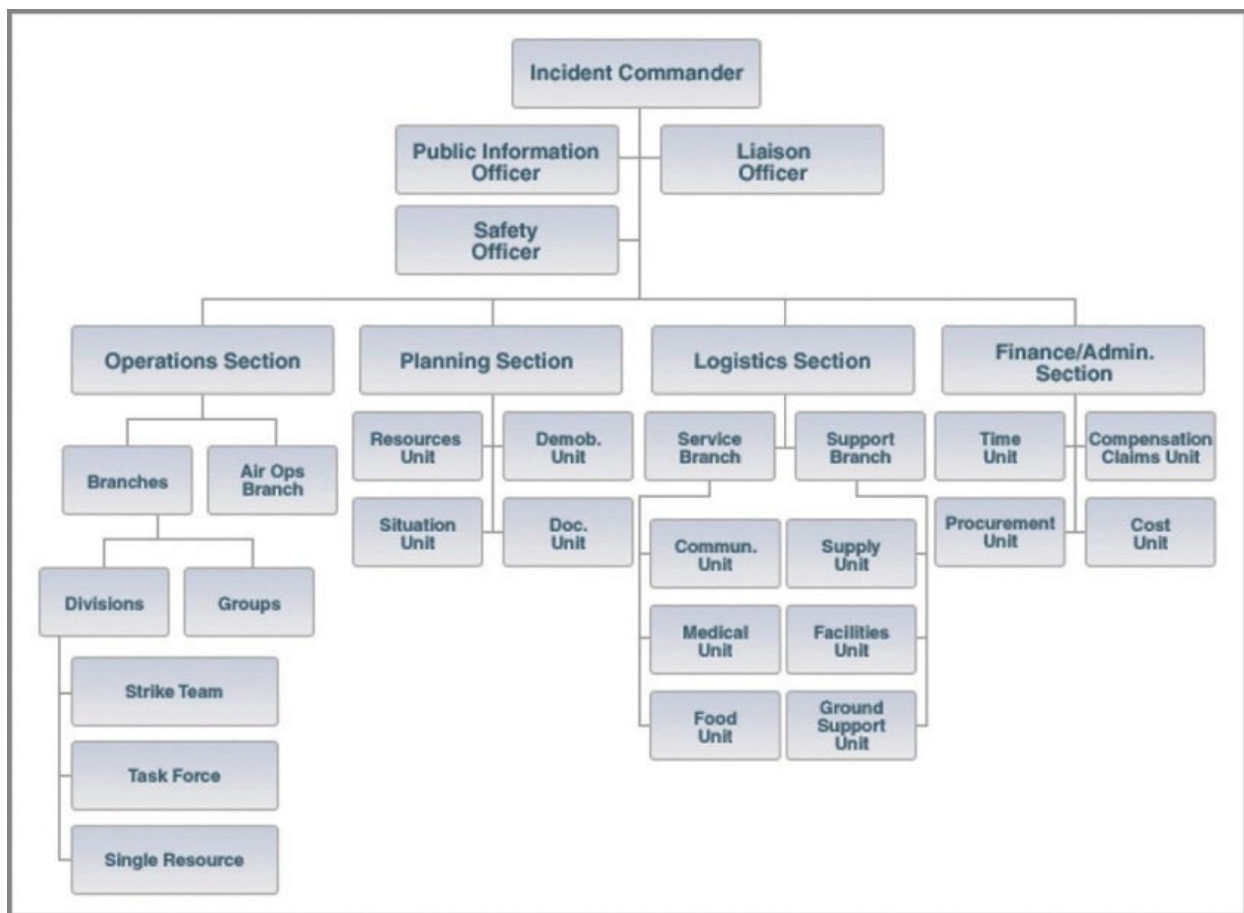 Incident Commander
Public Information
Officer
Liaison
Officer
Safety
Officer
Operations Section
Planning Section
Logistics Section
Finance/Admin.
Section
Branches
Air Ops
Branch
Resources
Unit
Demob.
Unit
Service
Branch
Support
Branch
Time
Unit
Compensation
Claims Unit
Situation
Unit
Doc.
Unit
Commun.
Unit
Supply
Unit
Procurement
Unit
Cost
Unit
Divisions
Groups
Medical
Unit
Facilities
Unit
Strike Team
Food
Unit
Ground
Support
Unit
Task Force
Single Resource